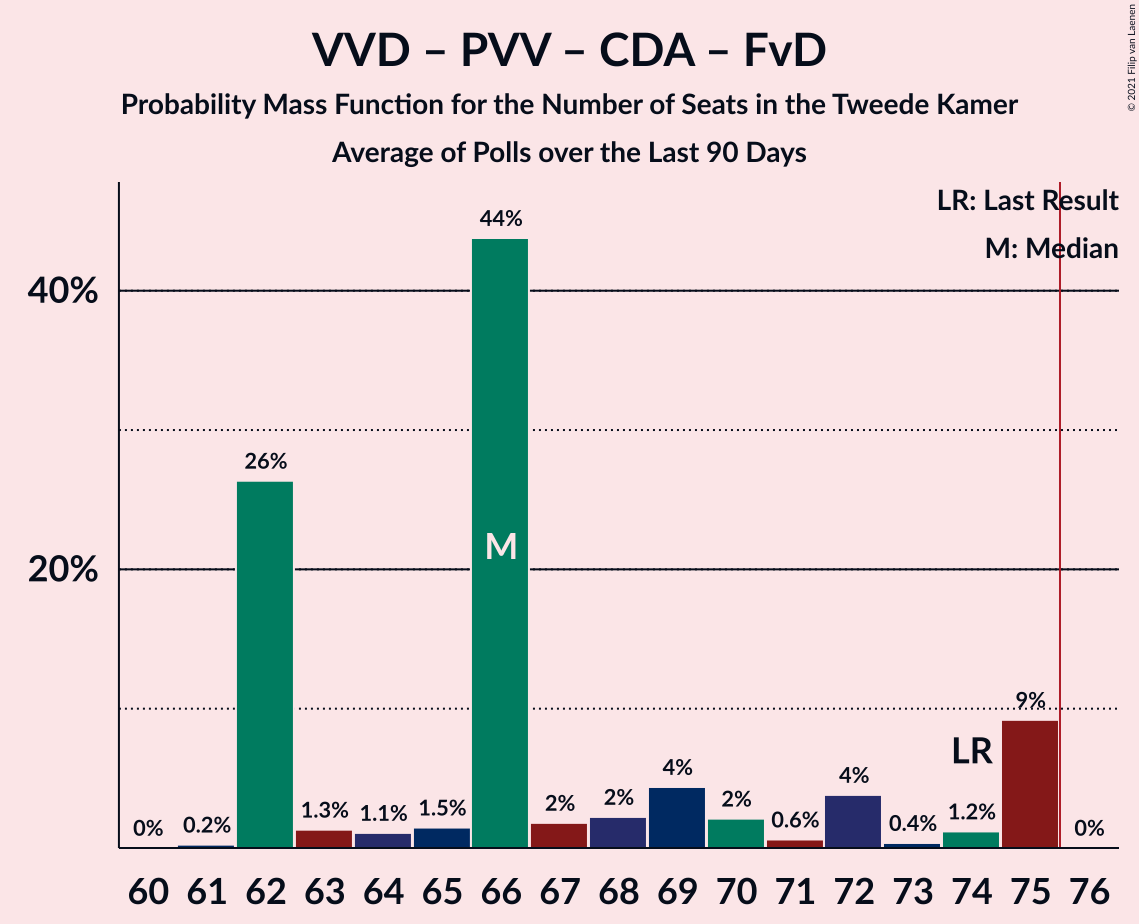 VVD – PVV – CDA – FvD
Probability Mass Function for the Number of Seats in the Tweede Kamer
Average of Polls over the Last 90 Days
© 2021 Filip van Laenen
LR: Last Result
M: Median
40%
20%
0%
0.2%
26%
1.3%
1.1%
1.5%
44%
M
2%
2%
4%
2%
0.6%
4%
0.4%
1.2%
LR
9%
0%
60 61 62 63 64 65 66 67 68 69 70 71 72 73 74 75 76